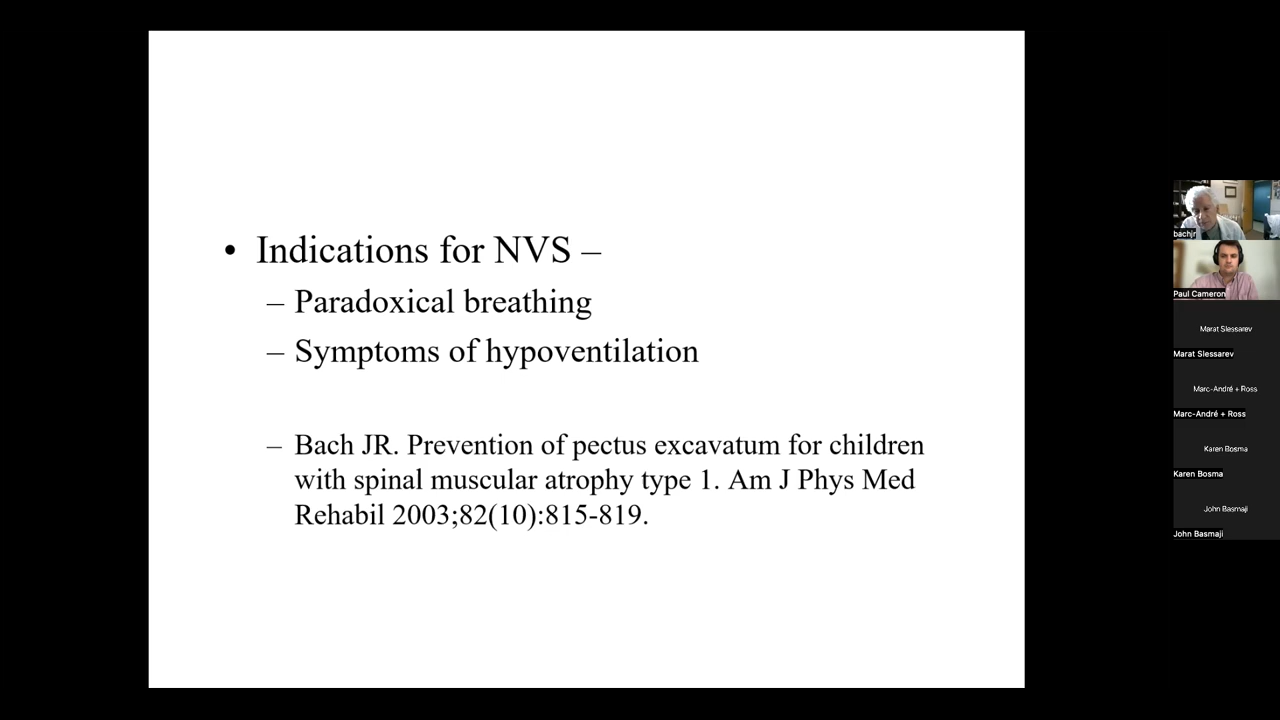 • Indications for NVS –
– Paradoxical breathing
– Symptoms of hypoventilation
– Bach JR. Prevention of pectus excavatum for children
with spinal muscular atrophy type 1. Am J Phys Med
Rehabil 2003;82(10):815-819.
bachjr
Paul Cameron
Marat Slessarev
Marat Slessarev
Marc-André + Ross
Marc-André + Ross
Karen Bosma
Karen Bosma
John Basmaji
John Basmaji